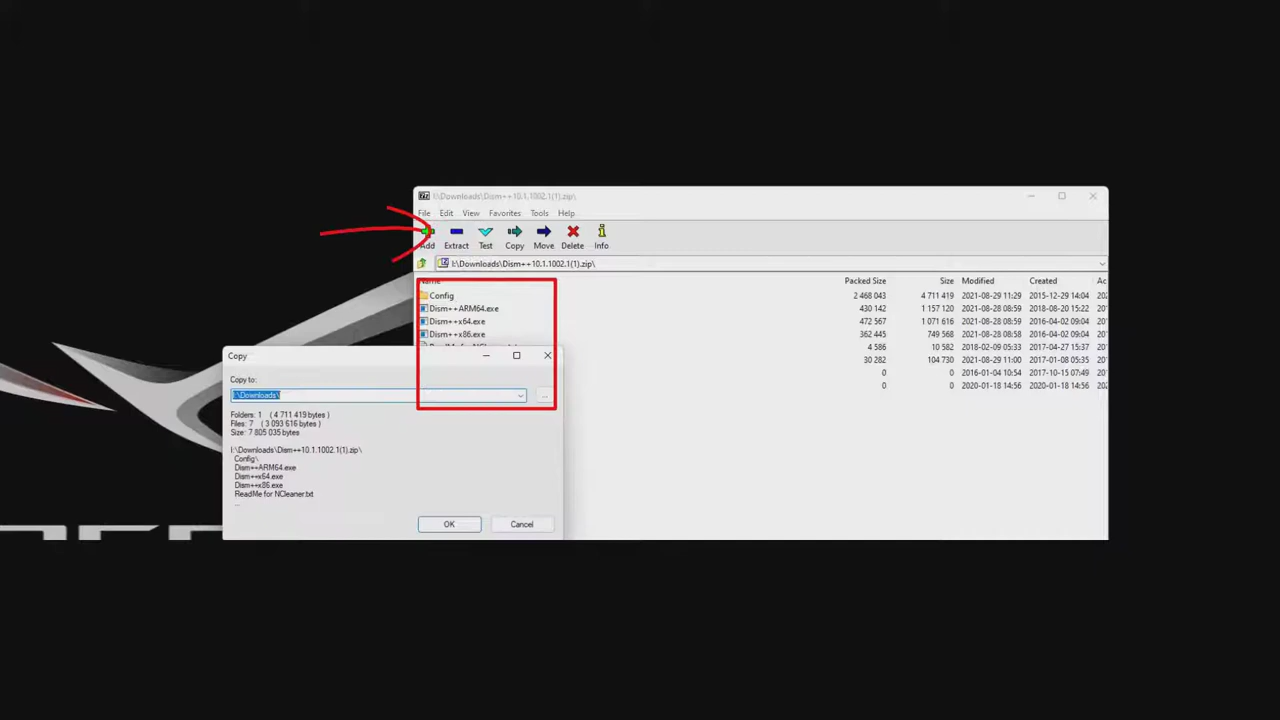 I:\Downloads\Dism++10.1.1002.1(1).zip\
File Edit View Favorites Tools Help
Add Extract Test Copy Move Delete Info
I:\Downloads\Dism++10.1.1002.1(1).zip\
Name Packed Size Size Modified Created
Config 2 468 043 4 711 419 2021-08-29 11:29 2015-12-29 14:04
Dism++ARM64.exe 430 142 1 157 120 2021-08-28 08:59 2018-08-20 15:22
Dism++x64.exe 472 567 1 071 616 2021-08-28 08:59 2016-04-02 09:04
Dism++x86.exe 362 445 749 568 2021-08-28 08:58 2016-04-02 09:04
4 586 10 582 2018-02-09 05:33 2017-04-27 15:37
30 282 104 730 2021-08-29 11:00 2017-01-08 05:35
0 0 2016-01-04 10:54 2017-10-15 07:49
0 0 2020-01-18 14:56 2020-01-18 14:56
Copy
Copy to:
I:\Downloads\
...
Folders: 1 ( 4 711 419 bytes )
Files: 7 ( 3 093 616 bytes )
Size: 7 805 035 bytes
I:\Downloads\Dism++10.1.1002.1(1).zip\
Config\
Dism++ARM64.exe
Dism++x64.exe
Dism++x86.exe
ReadMe for NCleaner.txt
...
OK Cancel